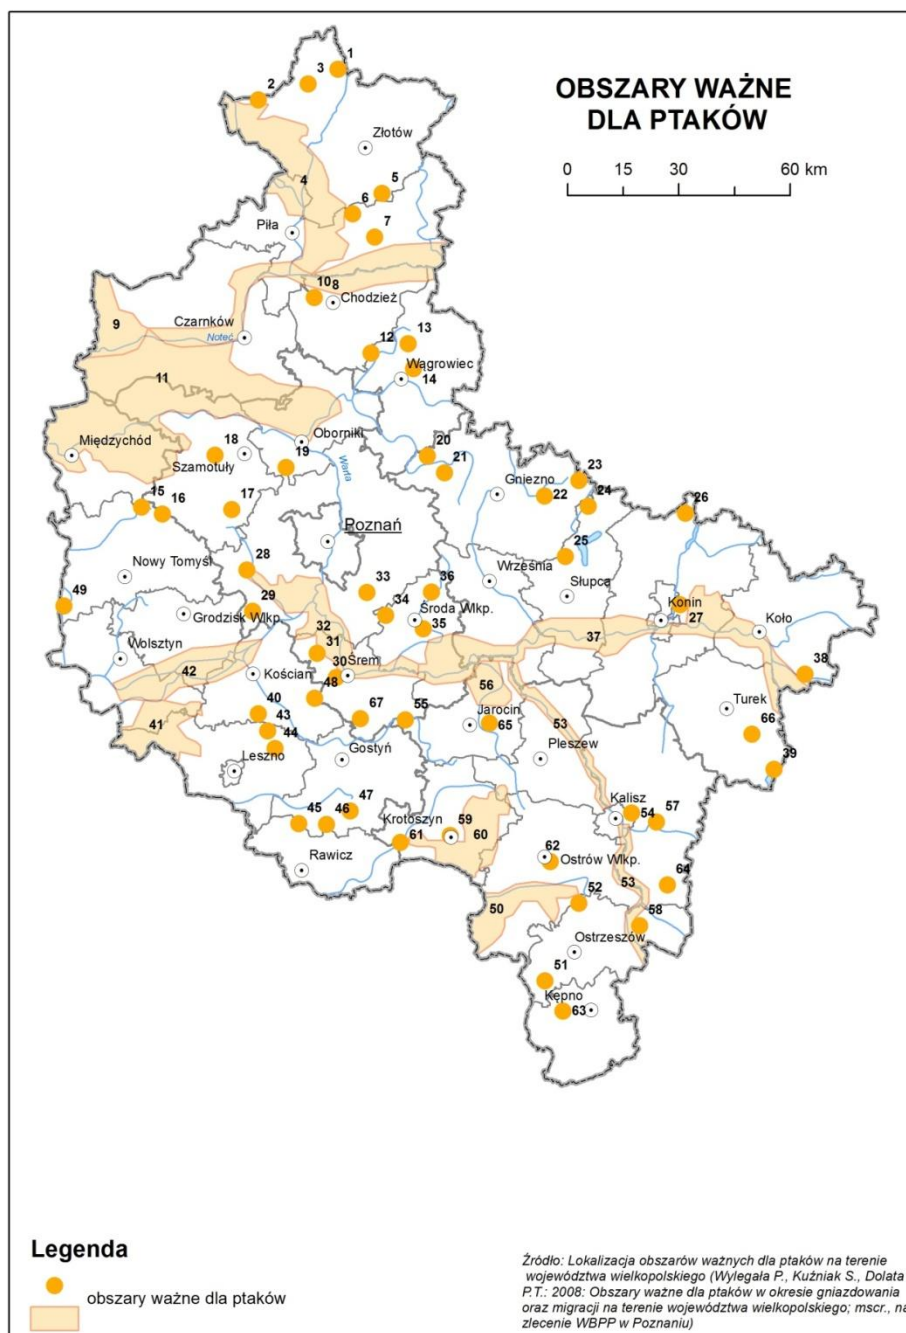 OBSZARY WAŻNE
DLA PTAKÓW
0 15 30 60 km
1
3
2
Złotów
4
5
6
7
Piła
10
8
Chodzież
9
Czarnków
Noteć
13
12
Wągrowiec
14
11
Międzychód
Oborniki
18
Szamotuły
19
Warta
20
21
Gniezno
22
23
24
26
15
16
17
Poznań
25
28
Nowy Tomyśl
Września
Słupca
49
29
Grodzisk Wlkp.
33
36
34
Środa Wlkp.
35
Konin
27
Koło
32
31
37
Wolsztyn
30
Śrem
38
42
Kościan
48
56
Turek
40
43
67
55
Jarocin
65
53
66
41
44
Gostyń
Pleszew
39
Leszno
47
45
46
Krotoszyn
59
Kalisz
54
57
61
60
62
Ostrów Wlkp.
Rawicz
64
53
52
50
58
Ostrzeszów
51
Kępno
63
Legenda
obszary ważne dla ptaków
Źródło: Lokalizacja obszarów ważnych dla ptaków na terenie
województwa wielkopolskiego (Wylegała P., Kuźniak S., Dolata
P.T.: 2008: Obszary ważne dla ptaków w okresie gniazdowania
oraz migracji na terenie województwa wielkopolskiego; mscr., na
zlecenie WBPP w Poznaniu)